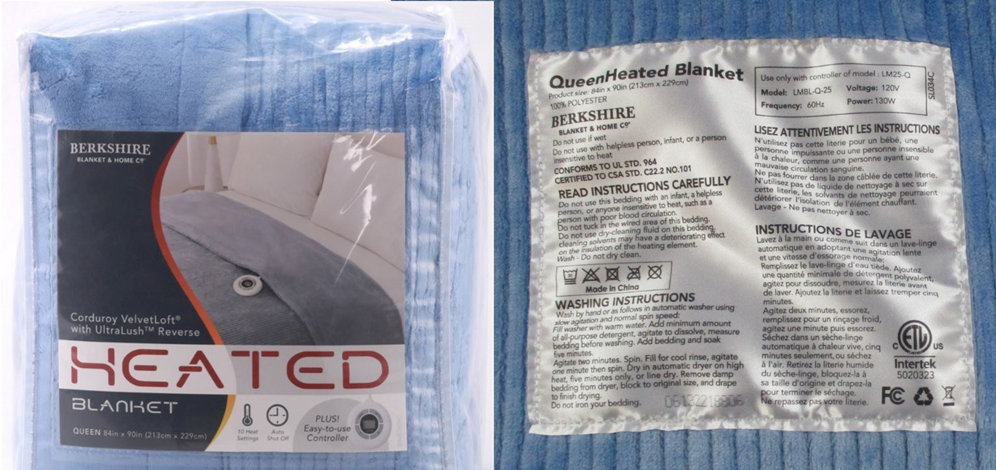 BERKSHIRE
BLANKET & HOME CO®
Corduroy VelvetLoft®
with UltraLush™ Reverse
HEATED
BLANKET
10 Heat
Settings
Auto
Shut Off
PLUS!
Easy-to-use
Controller
QUEEN 84in x 90in (213cm x 229cm)
QueenHeated Blanket
Product size: 84in x 90in (213cm x 229cm)
100% POLYESTER
BERKSHIRE
BLANKET & HOME CO®
Do not use if wet
Do not use with helpless person, infant, or a person
insensitive to heat
CONFORMS TO UL STD. 964
CERTIFIED TO CSA STD. C22.2 NO.101
READ INSTRUCTIONS CAREFULLY
Do not use this bedding with an infant, a helpless
person, or anyone insensitive to heat, such as a
person with poor blood circulation.
Do not tuck in the wired area of this bedding.
Do not use dry-cleaning fluid on this bedding,
cleaning solvents may have a deteriorating effect
on the insulation of the heating element.
Wash - Do not dry clean.
Made in China
WASHING INSTRUCTIONS
Wash by hand or as follows in automatic washer using
slow agitation and normal spin speed:
Fill washer with warm water. Add minimum amount
of all-purpose detergent, agitate to dissolve, measure
bedding before washing. Add bedding and soak
five minutes.
Agitate two minutes. Spin. Fill for cool rinse, agitate
one minute then spin. Dry in automatic dryer on high
heat, five minutes only, or line dry. Remove damp
bedding from dryer, block to original size, and drape
to finish drying.
Do not iron your bedding.
Use only with controller of model : LM25-Q
Model: LMBL-Q-25 Voltage: 120V
Frequency: 60Hz Power: 130W
SL034C
LISEZ ATTENTIVEMENT LES INSTRUCTIONS
N'utilisez pas cette literie pour un bébé, une
personne impuissante ou une personne insensible
à la chaleur, comme une personne ayant une
mauvaise circulation sanguine.
Ne pas fourrer dans la zone câblée de cette literie.
N'utilisez pas de liquide de nettoyage à sec sur
cette literie, les solvants de nettoyage pourraient
détériorer l'isolation de l'élément chauffant.
Lavage - Ne pas nettoyer à sec.
INSTRUCTIONS DE LAVAGE
Lavez à la main ou comme suit dans un lave-linge
automatique en adoptant une agitation lente
et une vitesse d'essorage normale:
Remplissez le lave-linge d'eau tiède. Ajoutez
une quantité minimale de détergent polyvalent,
agitez pour dissoudre, mesurez la literie avant
de laver. Ajoutez la literie et laissez tremper cinq
minutes.
Agitez deux minutes, essorez,
remplissez pour un rinçage froid,
agitez une minute puis essorez.
Séchez dans un sèche-linge
automatique à chaleur vive, cinq
minutes seulement, ou séchez
à l'air. Retirez la literie humide
du sèche-linge, bloquez-la à
sa taille d'origine et drapez-la
pour terminer le séchage.
Ne repassez pas votre literie.
ETL
C US
Intertek
5020323
FC